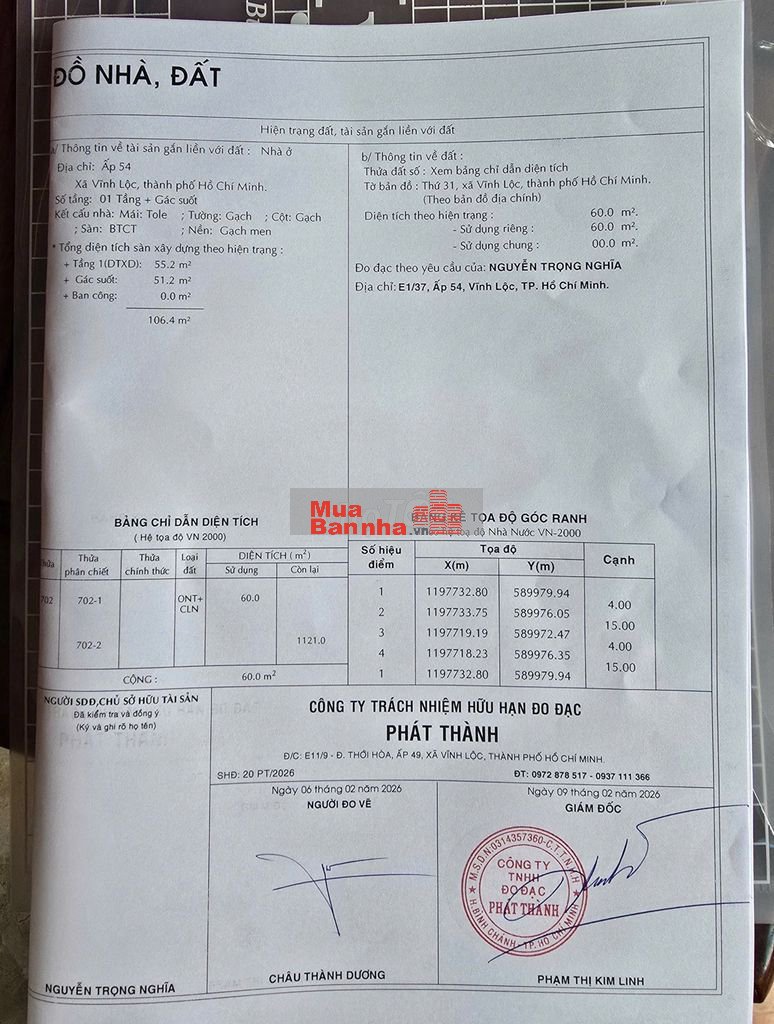 ĐỒ NHÀ, ĐẤT
Hiện trạng đất, tài sản gắn liền với đất
a/ Thông tin về tài sản gắn liền với đất : Nhà ở
Địa chỉ: Ấp 54
Xã Vĩnh Lộc, thành phố Hồ Chí Minh.
Số tầng: 01 Tầng + Gác suốt
Kết cấu nhà: Mái: Tole ; Tường: Gạch ; Cột: Gạch
; Sàn: BTCT ; Nền: Gạch men
* Tổng diện tích sàn xây dựng theo hiện trạng :
+ Tầng 1(DTXD): 55.2 m²
+ Gác suốt: 51.2 m²
+ Ban công: 0.0 m²
106.4 m²
b/ Thông tin về đất :
Thửa đất số : Xem bảng chỉ dẫn diện tích
Tờ bản đồ : Thứ 31, xã Vĩnh Lộc, thành phố Hồ Chí Minh.
(Theo bản đồ địa chính)
Diện tích theo hiện trạng : 60.0 m².
- Sử dụng riêng : 60.0 m².
- Sử dụng chung : 00.0 m².
Đo đạc theo yêu cầu của: NGUYỄN TRỌNG NGHĨA
Địa chỉ: E1/37, Ấp 54, Vĩnh Lộc, TP. Hồ Chí Minh.
Mua
Bannha.vn
BẢNG CHỈ DẪN DIỆN TÍCH
( Hệ tọa độ VN 2000)
Thửa phân chiết Thửa chính thức Loại đất DIỆN TÍCH ( m²)
Sử dụng Còn lại
702 702-1 ONT+ CLN 60.0
702-2 1121.0
CỘNG : 60.0 m²
KÊ TỌA ĐỘ GÓC RANH
tọa độ Nhà Nước VN-2000
Số hiệu điểm Tọa độ Cạnh
X(m) Y(m)
1 1197732.80 589979.94
4.00
2 1197733.75 589976.05
15.00
3 1197719.19 589972.47
4.00
4 1197718.23 589976.35
15.00
1 1197732.80 589979.94
NGƯỜI SDĐ,CHỦ SỞ HỮU TÀI SẢN
Đã kiểm tra và đồng ý
(Ký và ghi rõ họ tên)
NGUYỄN TRỌNG NGHĨA
CÔNG TY TRÁCH NHIỆM HỮU HẠN ĐO ĐẠC
PHÁT THÀNH
Đ/C: E11/9 - Đ. THỚI HÒA, ẤP 49, XÃ VĨNH LỘC, THÀNH PHỐ HỒ CHÍ MINH.
SHĐ: 20 PT/2026 ĐT: 0972 878 517 - 0937 111 366
Ngày 06 tháng 02 năm 2026
NGƯỜI ĐO VẼ
CHÂU THÀNH DƯƠNG
Ngày 09 tháng 02 năm 2026
GIÁM ĐỐC
M.S.D.N:0314357360-C.T.T.N.H.H
CÔNG TY
TNHH
ĐO ĐẠC
PHÁT THÀNH
H.BÌNH CHÁNH - TP. HỒ CHÍ MINH
PHẠM THỊ KIM LINH